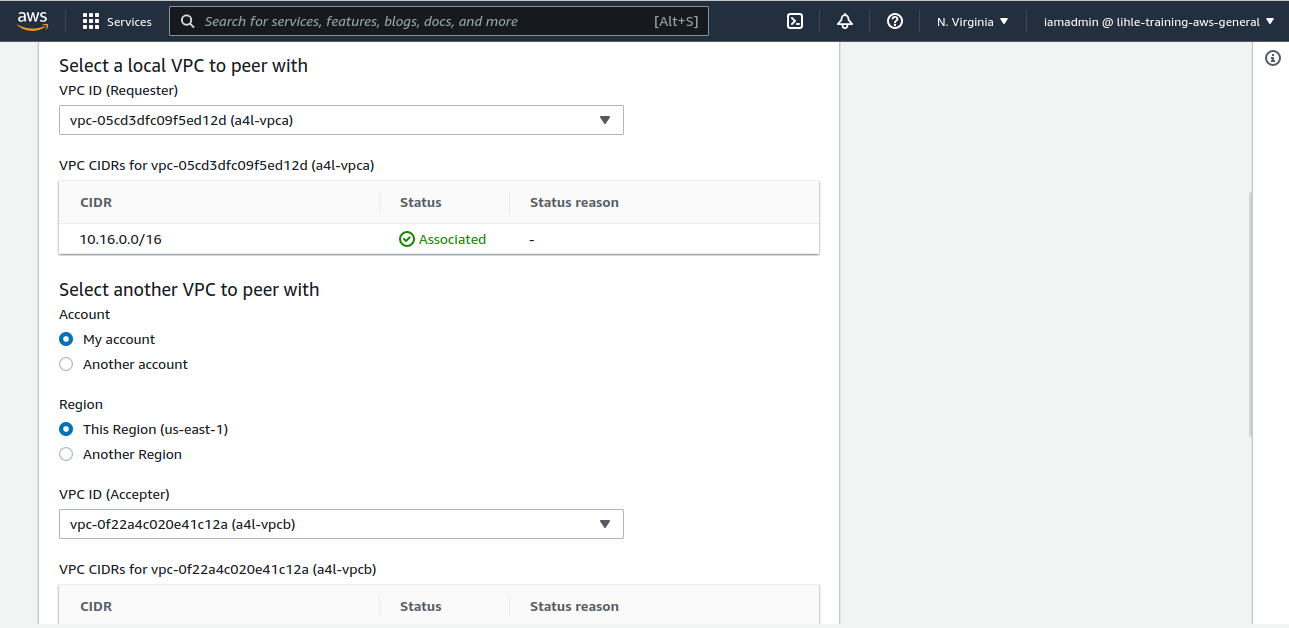 aws Services Search for services, features, blogs, docs, and more [Alt+S] N. Virginia iamadmin @ lihle-training-aws-general
Select a local VPC to peer with
VPC ID (Requester)
vpc-05cd3dfc09f5ed12d (a4l-vpca)
VPC CIDRs for vpc-05cd3dfc09f5ed12d (a4l-vpca)
CIDR Status Status reason
10.16.0.0/16 Associated -
Select another VPC to peer with
Account
My account
Another account
Region
This Region (us-east-1)
Another Region
VPC ID (Accepter)
vpc-0f22a4c020e41c12a (a4l-vpcb)
VPC CIDRs for vpc-0f22a4c020e41c12a (a4l-vpcb)
CIDR Status Status reason